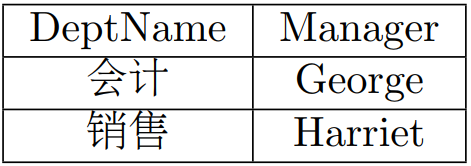 DeptName Manager
会计 George
销售 Harriet